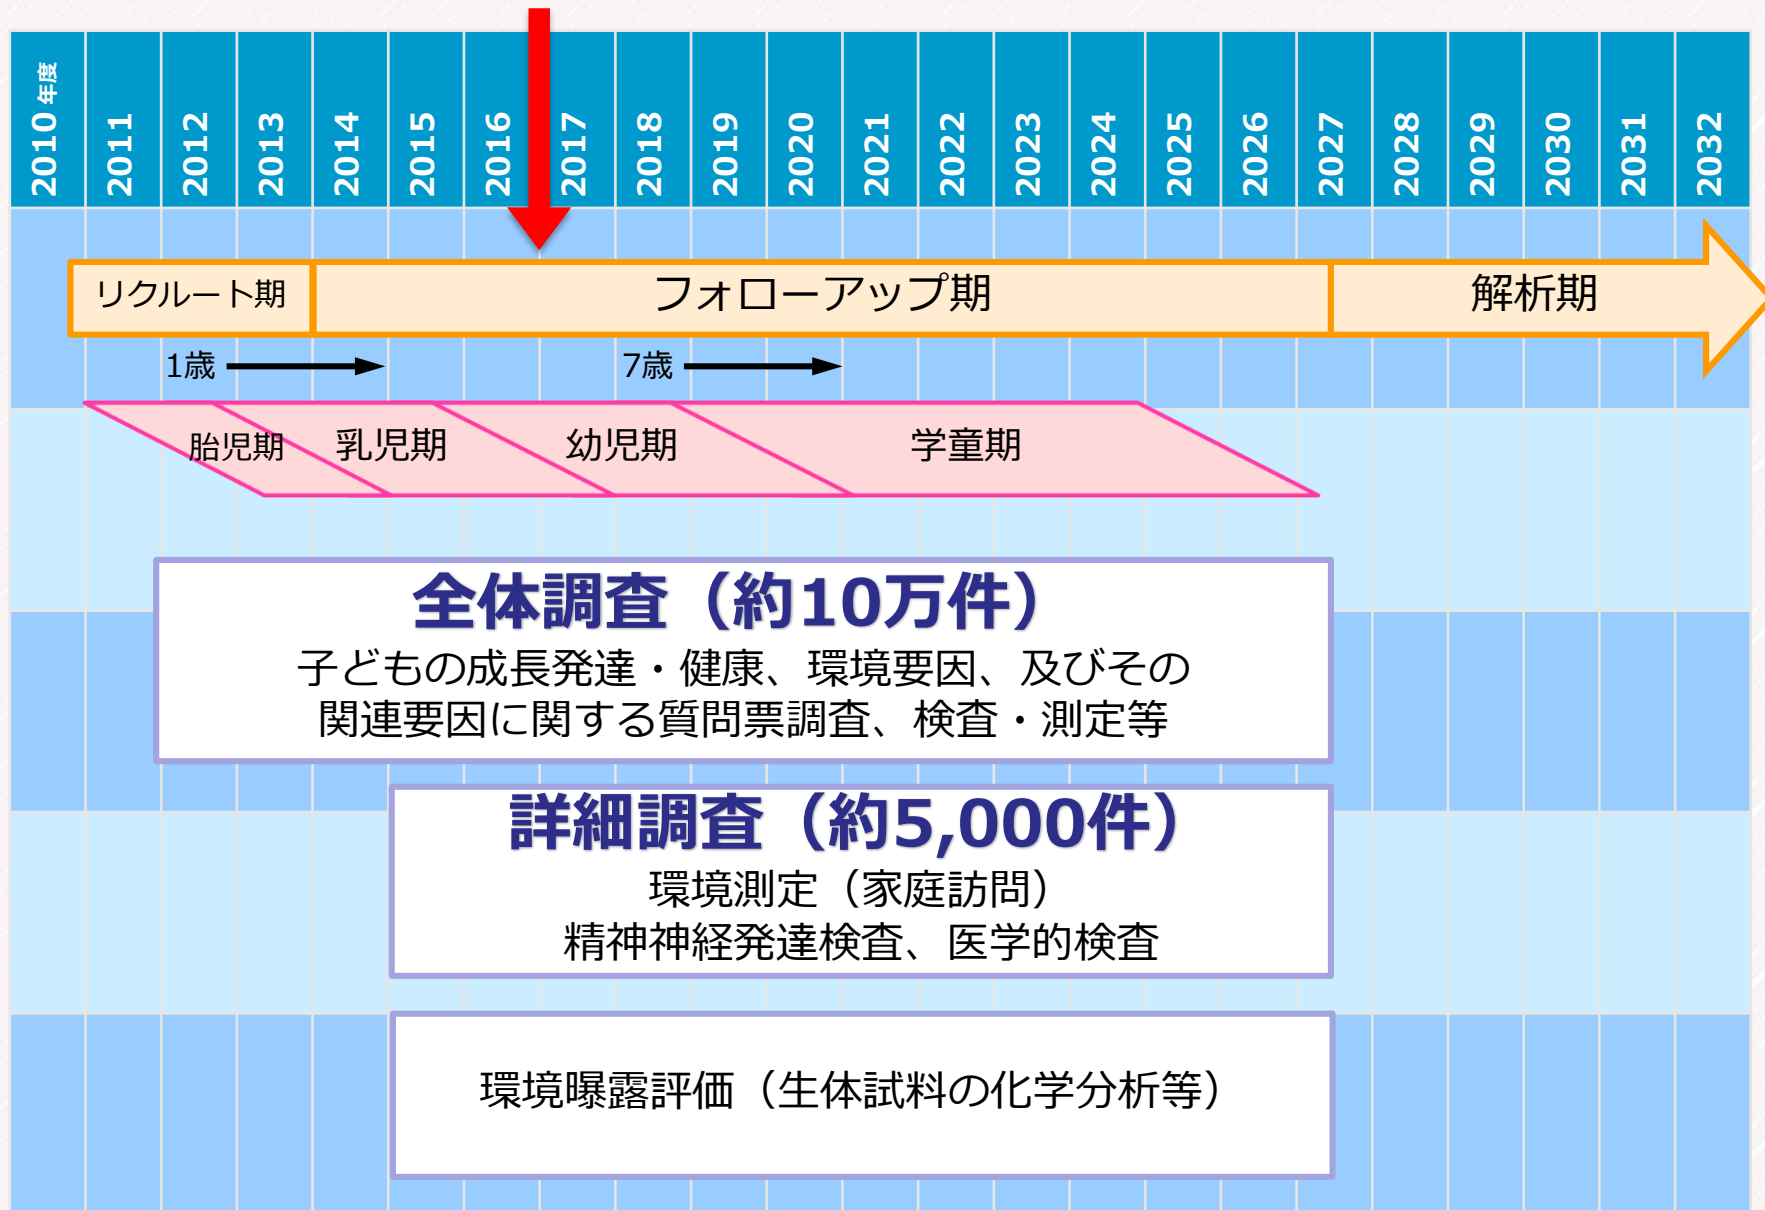 2010年度
2011
2012
2013
2014
2015
2016
2017
2018
2019
2020
2021
2022
2023
2024
2025
2026
2027
2028
2029
2030
2031
2032
リクルート期
フォローアップ期
解析期
1歳
7歳
胎児期
乳児期
幼児期
学童期
全体調査（約10万件）
子どもの成長発達・健康、環境要因、及びその
関連要因に関する質問票調査、検査・測定等
詳細調査（約5,000件）
環境測定（家庭訪問）
精神神経発達検査、医学的検査
環境曝露評価（生体試料の化学分析等）